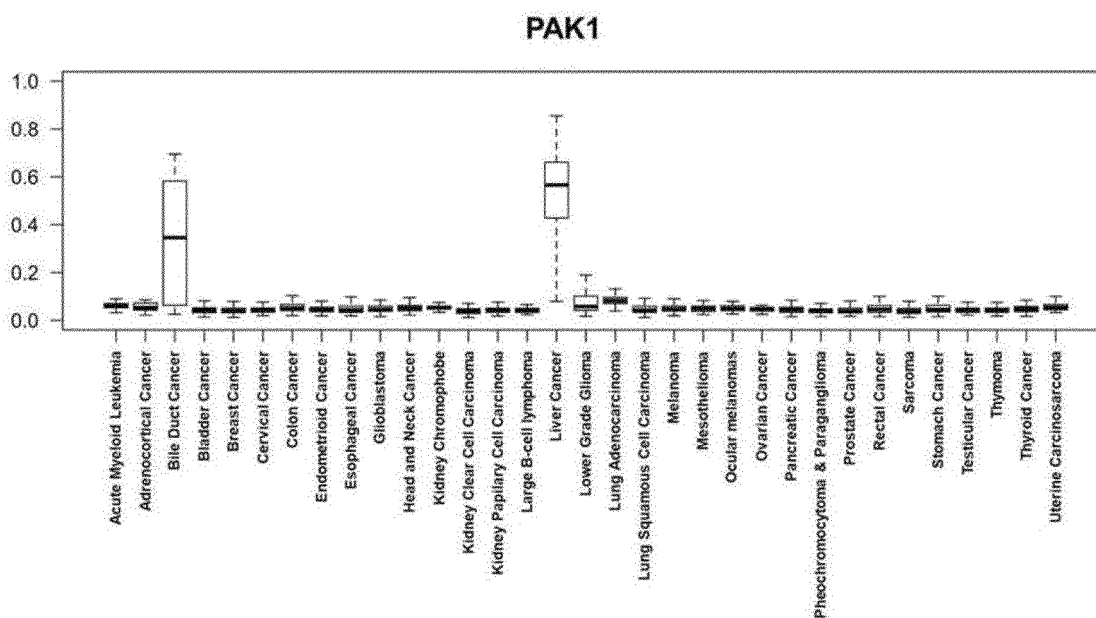 PAK1
1.0
0.8
0.6
0.4
0.2
0.0
Acute Myeloid Leukemia
Adrenocortical Cancer
Bile Duct Cancer
Bladder Cancer
Breast Cancer
Cervical Cancer
Colon Cancer
Endometrioid Cancer
Esophageal Cancer
Glioblastoma
Head and Neck Cancer
Kidney Chromophobe
Kidney Clear Cell Carcinoma
Kidney Papilary Cell Carcinoma
Large B-cell lymphoma
Liver Cancer
Lower Grade Glioma
Lung Adenocarcinoma
Lung Squamous Cell Carcinoma
Melanoma
Mesothelioma
Ocular melanomas
Ovarian Cancer
Pancreatic Cancer
Pheochromocytoma & Paraganglioma
Prostate Cancer
Rectal Cancer
Sarcoma
Stomach Cancer
Testicular Cancer
Thymoma
Thyroid Cancer
Uterine Carcinosarcoma